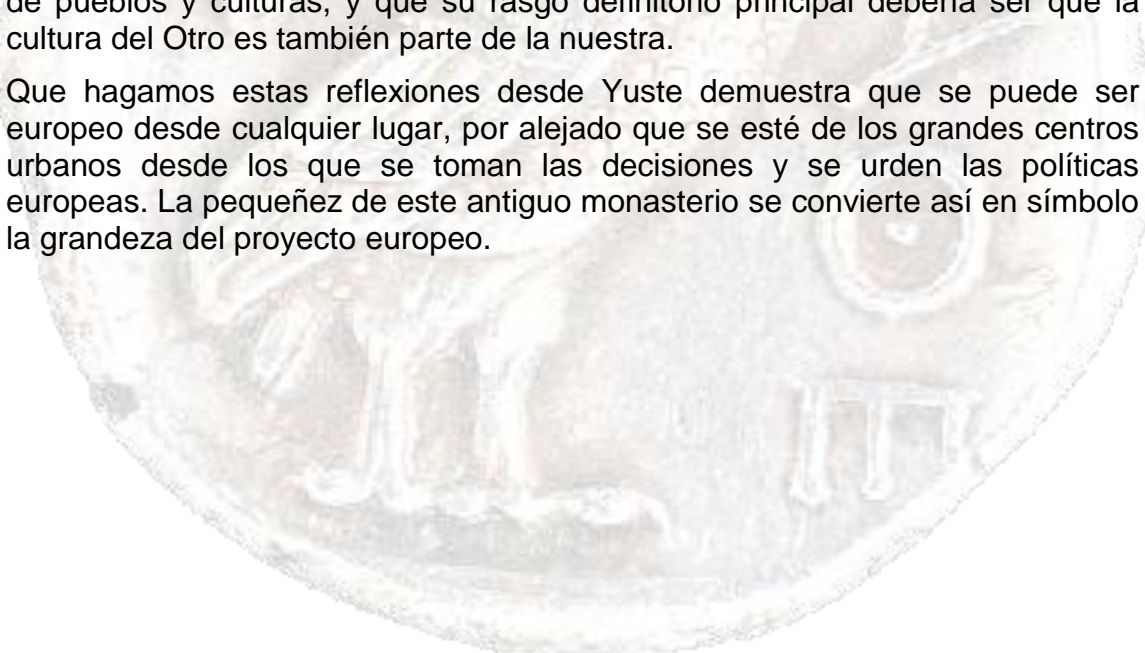 de pueblos y culturas, y que su rasgo definitorio principal debería ser que la
cultura del Otro es también parte de la nuestra.
Que hagamos estas reflexiones desde Yuste demuestra que se puede ser
europeo desde cualquier lugar, por alejado que se esté de los grandes centros
urbanos desde los que se toman las decisiones y se urden las políticas
europeas. La pequeñez de este antiguo monasterio se convierte así en símbolo
la grandeza del proyecto europeo.